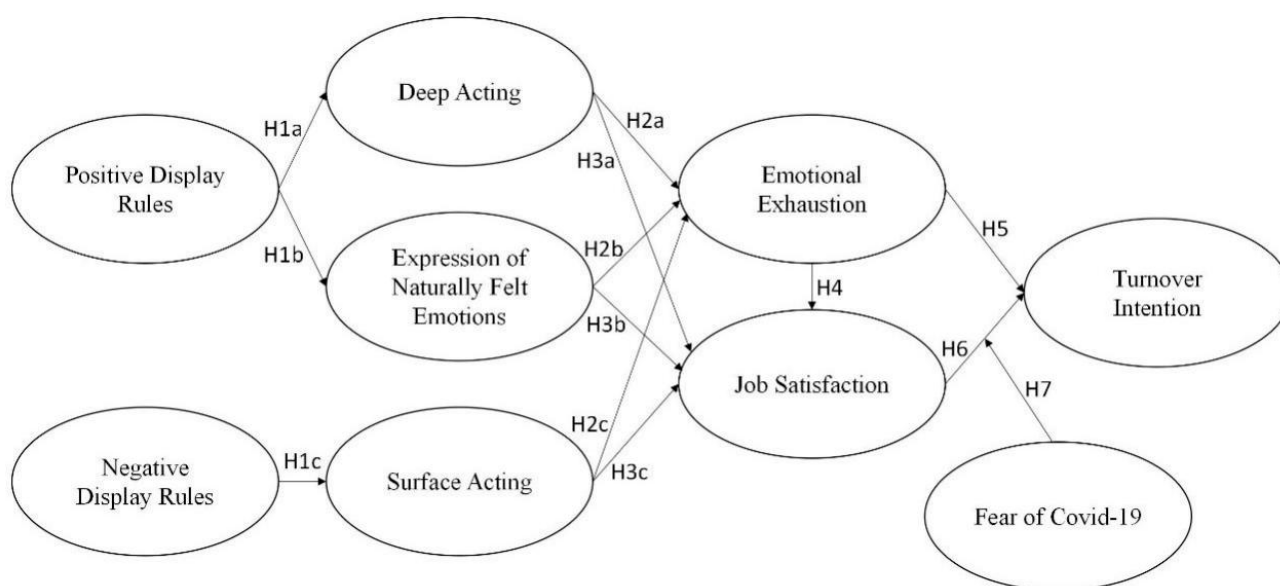 Deep Acting
H1a
H2a
H3a
Positive Display
Rules
Emotional
Exhaustion
H1b
Expression of
Naturally Felt
Emotions
H2b
H3b
H4
H5
Turnover
Intention
H6
Job Satisfaction
H7
H2c
H3c
H1c
Negative
Display Rules
Surface Acting
Fear of Covid-19